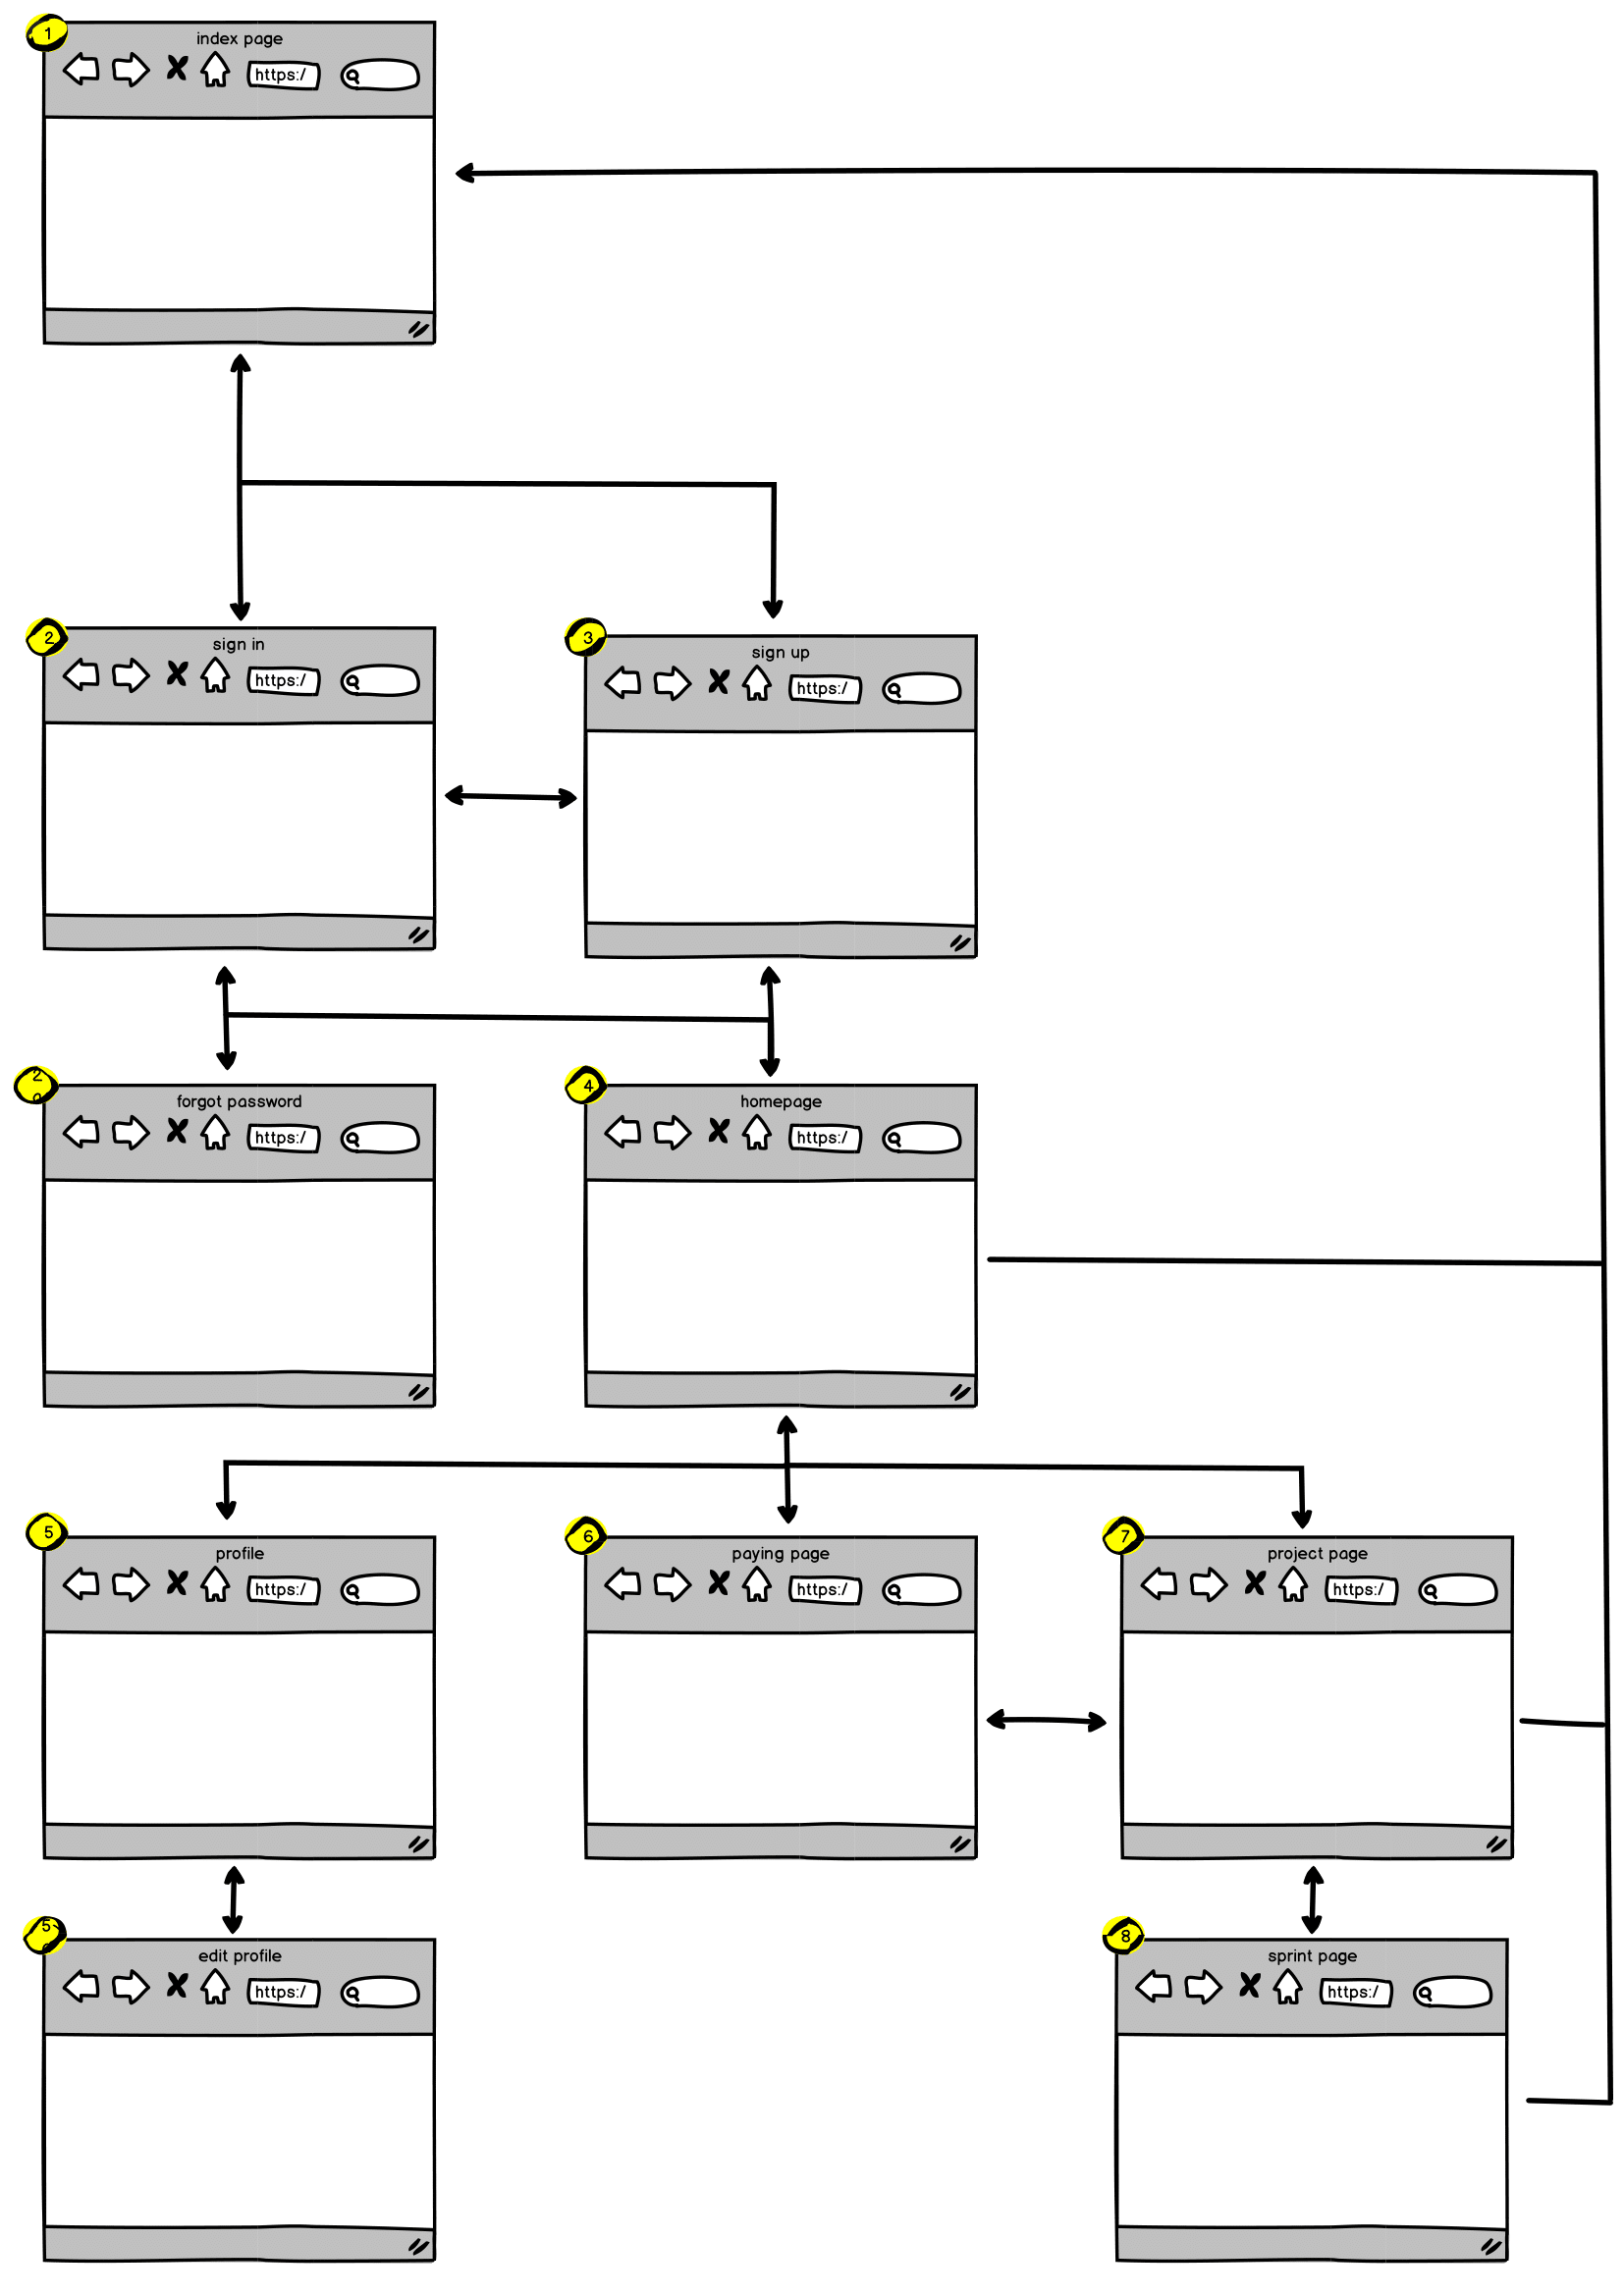 1
index page
https:/
2
sign in
https:/
3
sign up
https:/
2
forgot password
https:/
4
homepage
https:/
5
profile
https:/
6
paying page
https:/
7
project page
https:/
5
edit profile
https:/
8
sprint page
https:/